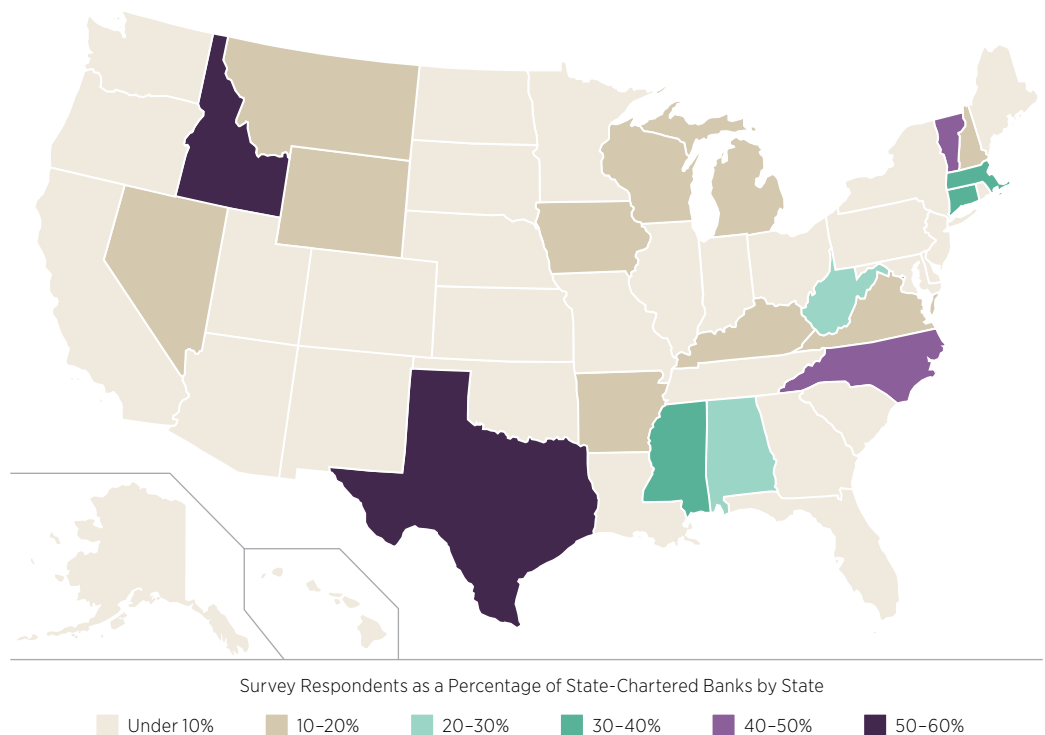 Survey Respondents as a Percentage of State-Chartered Banks by State
Under 10% 10–20% 20–30% 30–40% 40–50% 50–60%